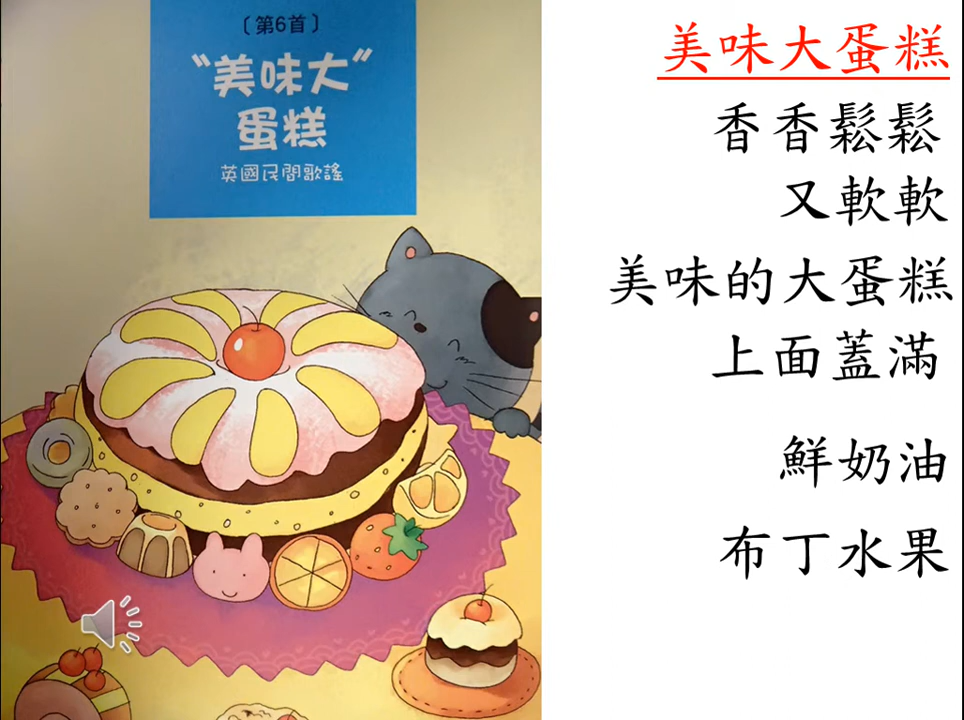 〔第6首〕
“美味大”
蛋糕
英國民間歌謠
美味大蛋糕
香香鬆鬆
又軟軟
美味的大蛋糕
上面蓋滿
鮮奶油
布丁水果